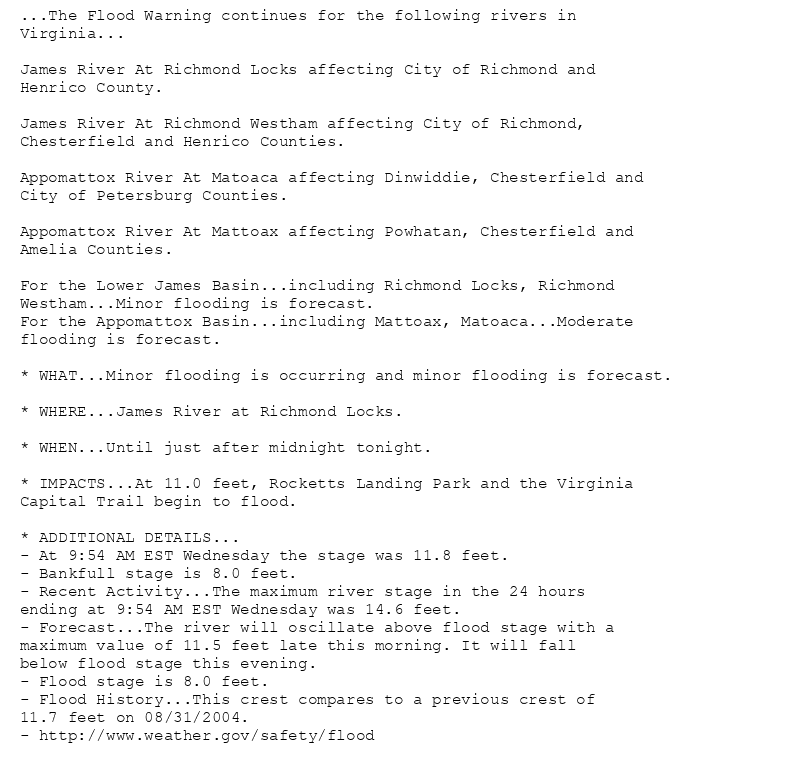 ...The Flood Warning continues for the following rivers in
Virginia...
James River At Richmond Locks affecting City of Richmond and
Henrico County.
James River At Richmond Westham affecting City of Richmond,
Chesterfield and Henrico Counties.
Appomattox River At Matoaca affecting Dinwiddie, Chesterfield and
City of Petersburg Counties.
Appomattox River At Mattoax affecting Powhatan, Chesterfield and
Amelia Counties.
For the Lower James Basin...including Richmond Locks, Richmond
Westham...Minor flooding is forecast.
For the Appomattox Basin...including Mattoax, Matoaca...Moderate
flooding is forecast.
* WHAT...Minor flooding is occurring and minor flooding is forecast.
* WHERE...James River at Richmond Locks.
* WHEN...Until just after midnight tonight.
* IMPACTS...At 11.0 feet, Rocketts Landing Park and the Virginia
Capital Trail begin to flood.
* ADDITIONAL DETAILS...
- At 9:54 AM EST Wednesday the stage was 11.8 feet.
- Bankfull stage is 8.0 feet.
- Recent Activity...The maximum river stage in the 24 hours
ending at 9:54 AM EST Wednesday was 14.6 feet.
- Forecast...The river will oscillate above flood stage with a
maximum value of 11.5 feet late this morning. It will fall
below flood stage this evening.
- Flood stage is 8.0 feet.
- Flood History...This crest compares to a previous crest of
11.7 feet on 08/31/2004.
- http://www.weather.gov/safety/flood